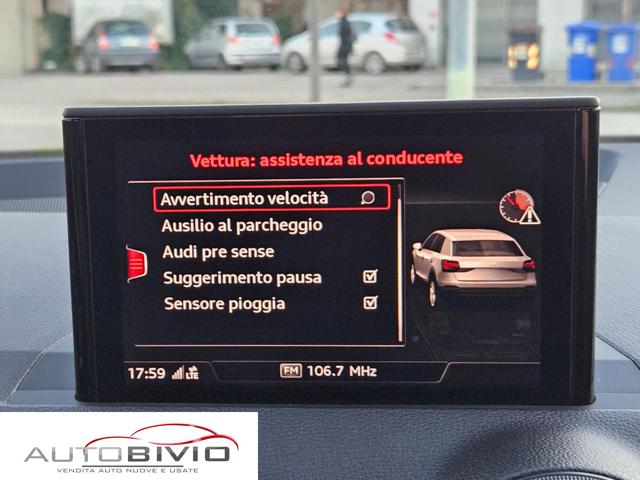 Vettura: assistenza al conducente
Avvertimento velocità
Ausilio al parcheggio
Audi pre sense
Suggerimento pausa
Sensore pioggia
17:59 LTE FM 106.7 MHz
AUTOBIVIO
VENDITA AUTO NUOVE E USATE